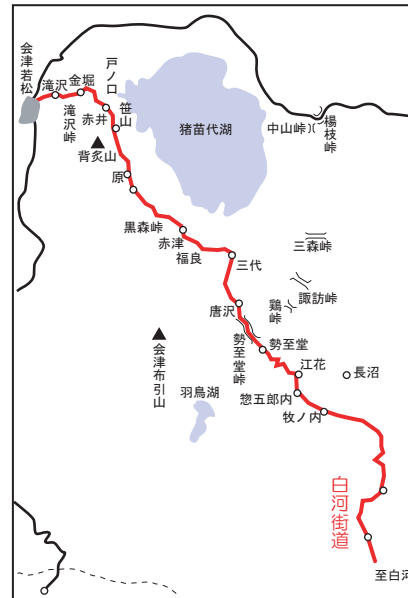 会津若松
滝沢
金堀
戸ノ口
滝沢峠
赤井
笹山
背炙山
原
猪苗代湖
中山峠
楊枝峠
黒森峠
赤津
福良
三代
三森峠
諏訪峠
鶏峠
唐沢
勢至堂
勢至堂峠
会津布引山
羽鳥湖
江花
長沼
惣五郎内
牧ノ内
白河街道
至白河